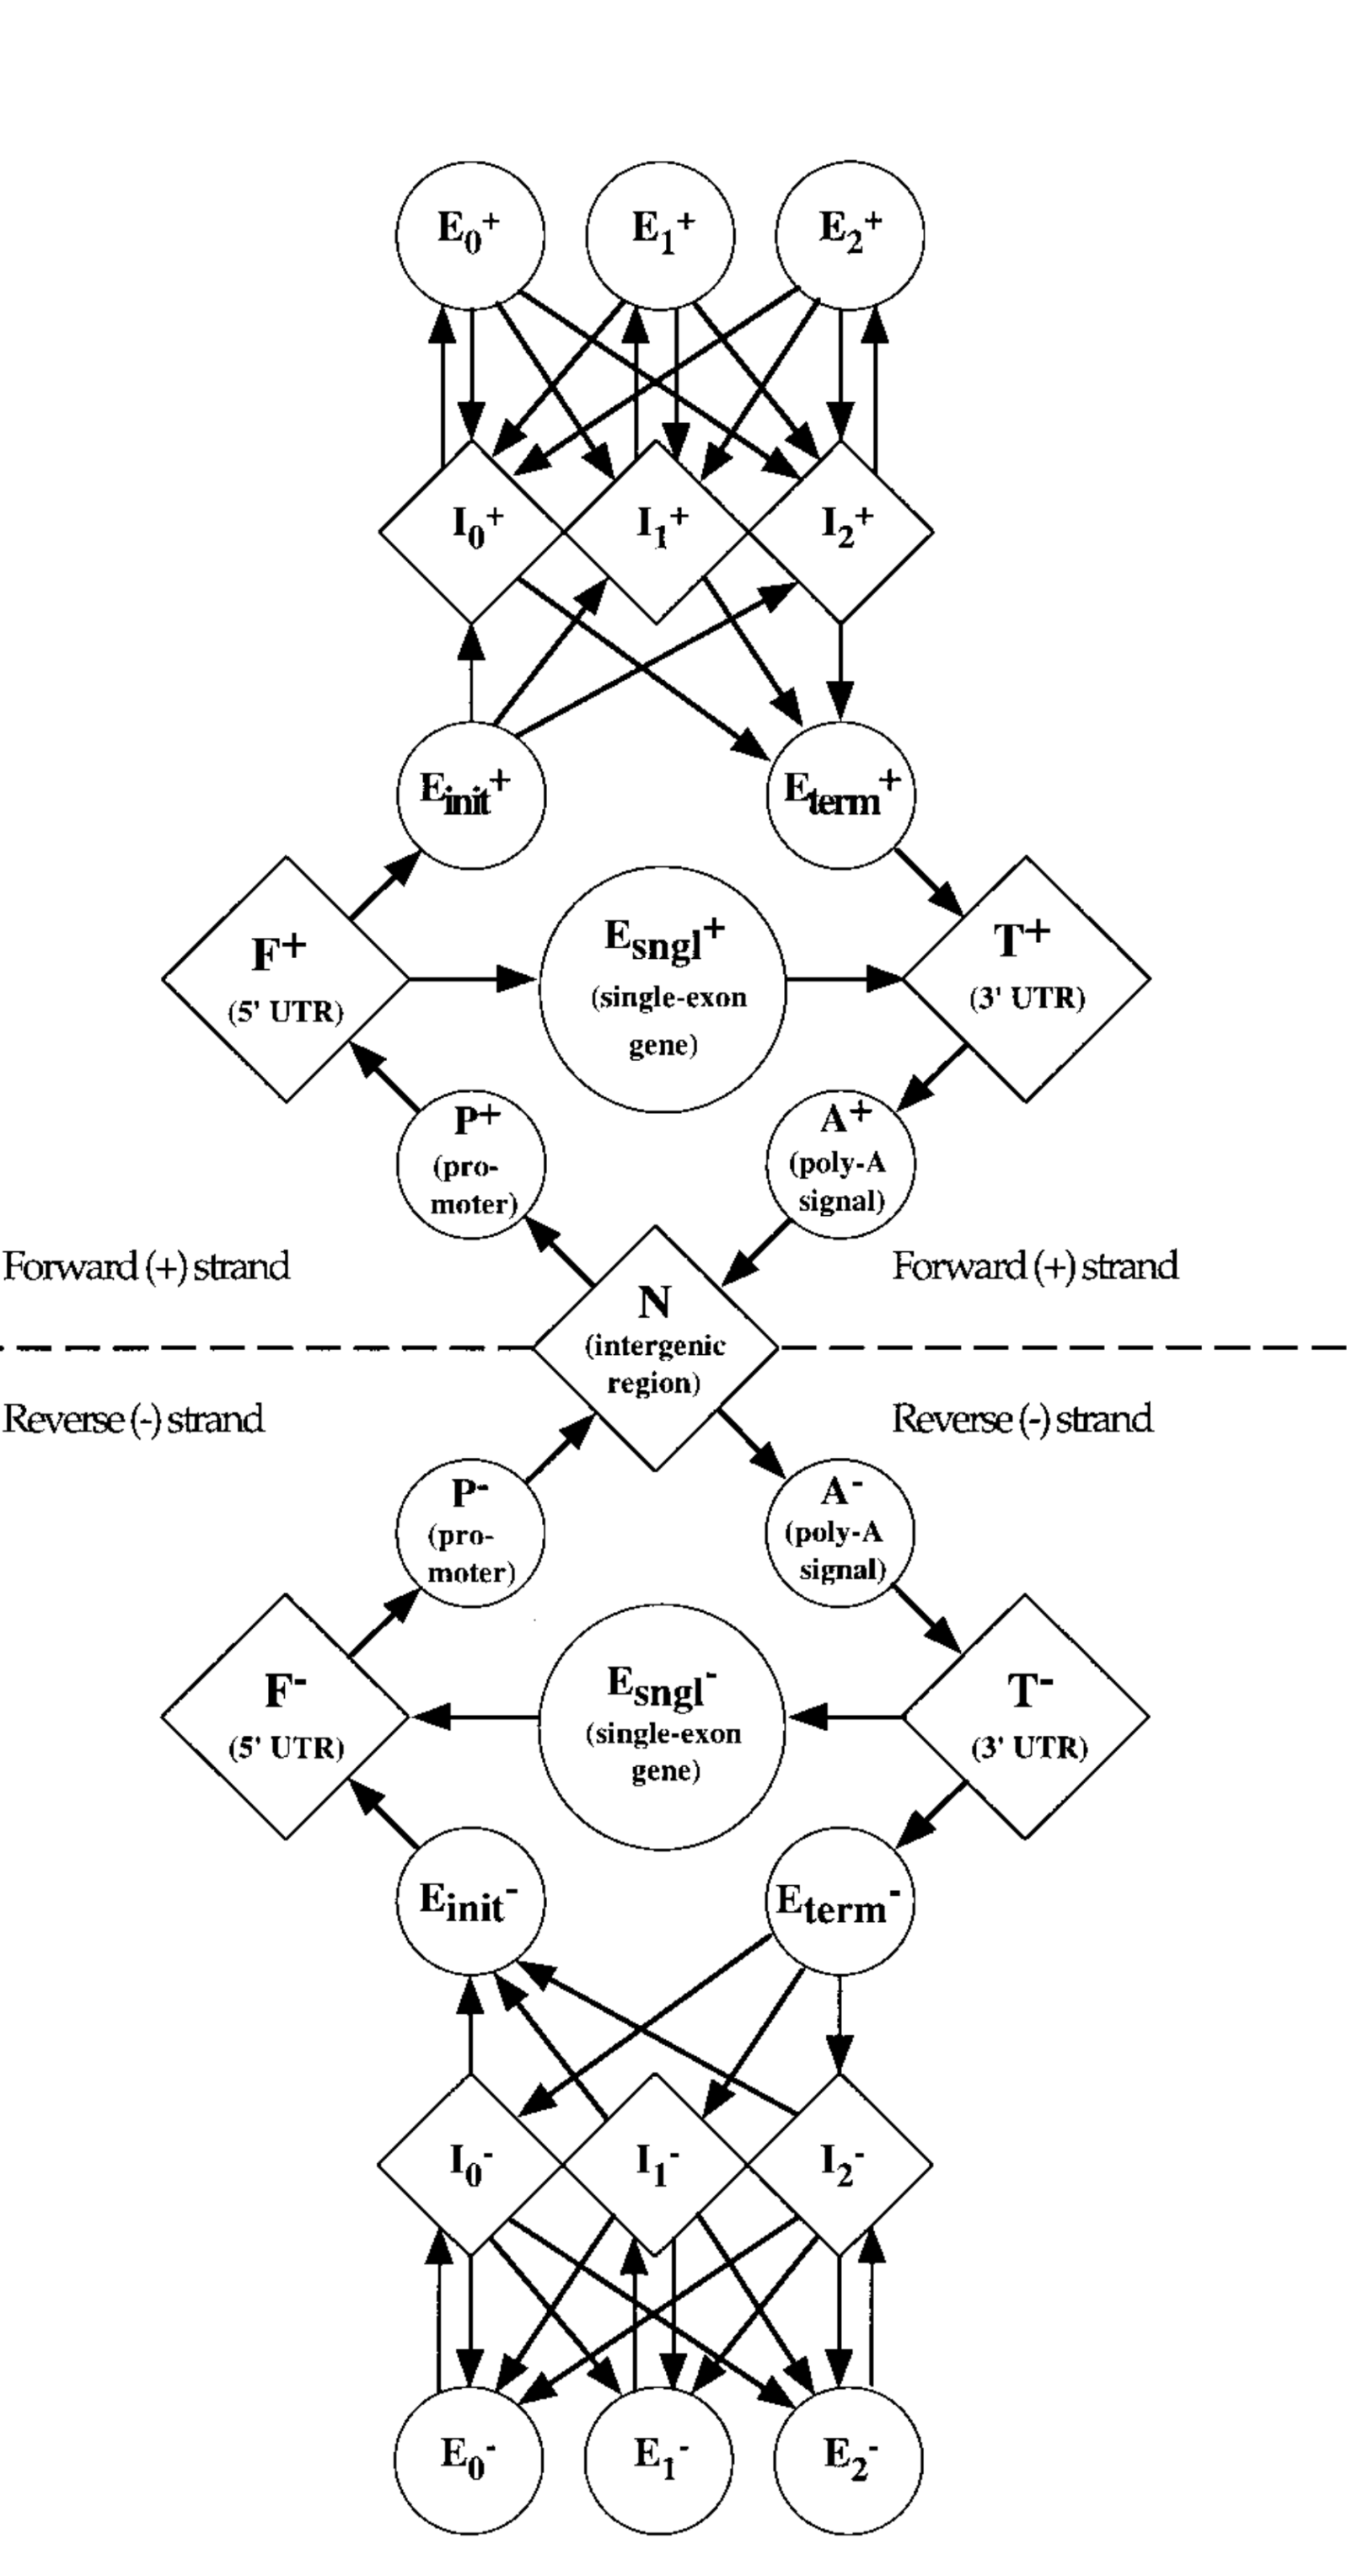 E0+ E1+ E2+
I0+ I1+ I2+
Einit+ Eterm+
F+
(5' UTR)
Esngl+
(single-exon
gene)
T+
(3' UTR)
P+
(pro-
moter)
A+
(poly-A
signal)
Forward (+) strand
Forward (+) strand
N
(intergenic
region)
Reverse (-) strand
Reverse (-) strand
P-
(pro-
moter)
A-
(poly-A
signal)
F-
(5' UTR)
Esngl-
(single-exon
gene)
T-
(3' UTR)
Einit- Eterm-
I0- I1- I2-
E0- E1- E2-